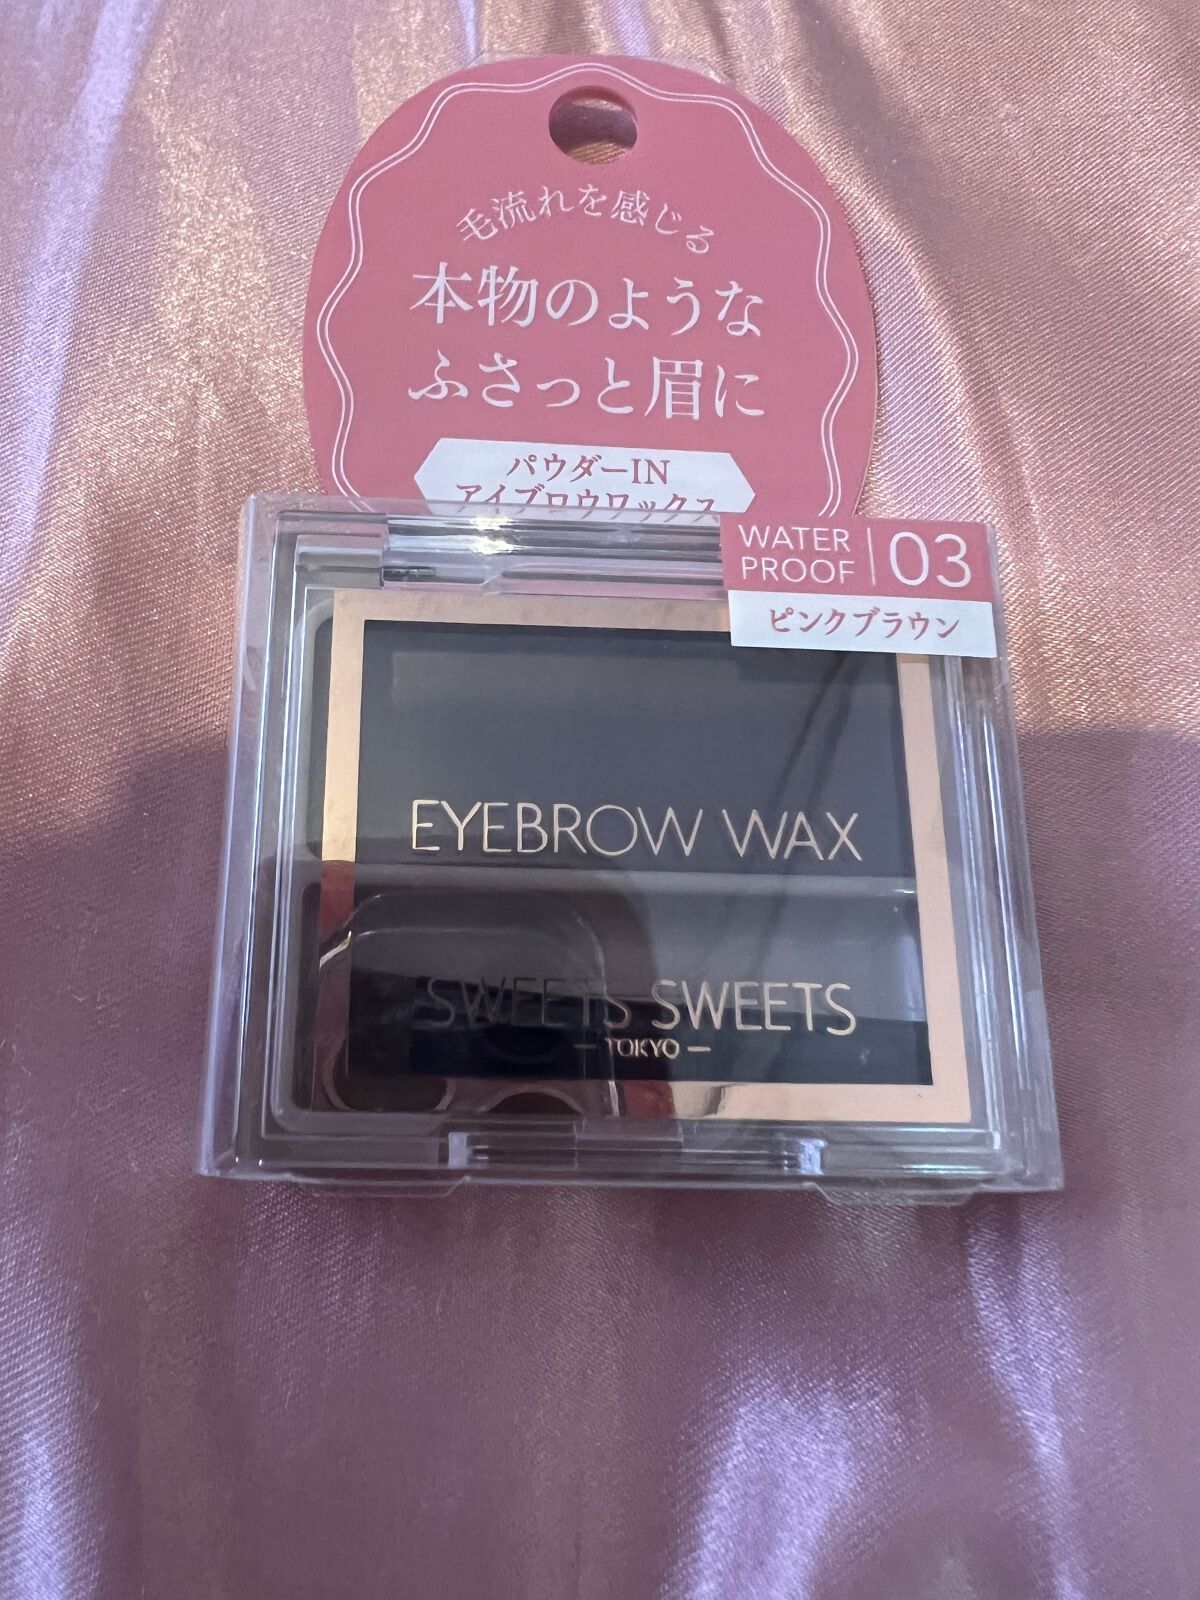 毛流れを感じる
本物のような
ふさっと眉に
パウダーIN
アイブロウワックス
WATER
PROOF
03
ピンクブラウン
EYEBROW WAX
SWEETS SWEETS
— TOKYO —